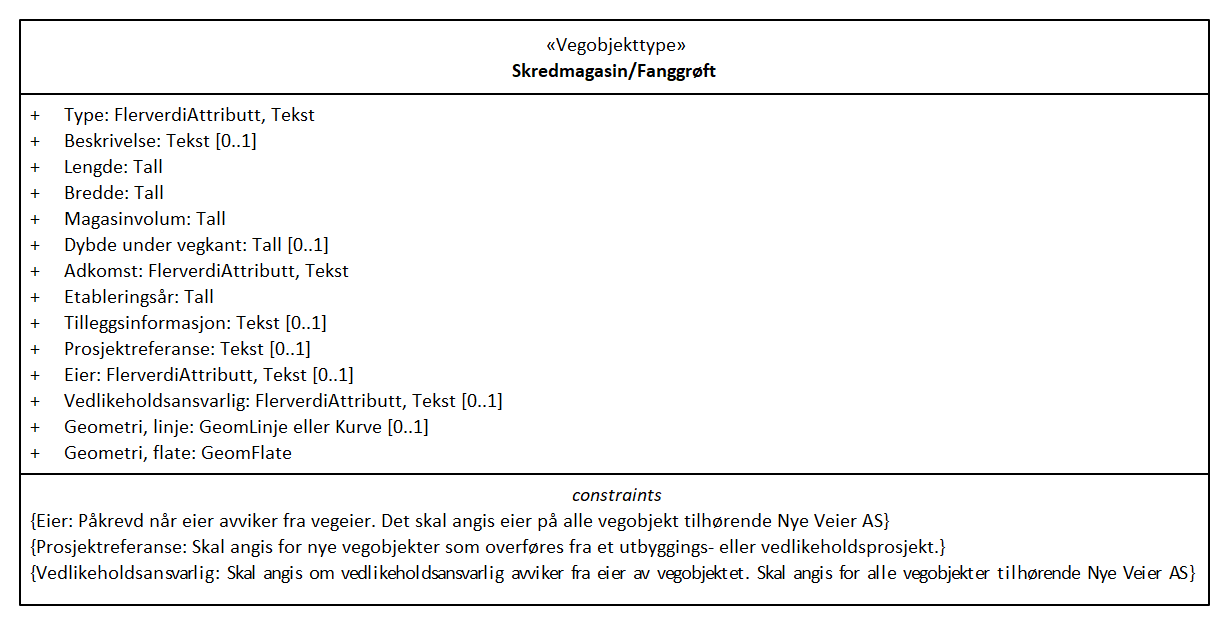 «Vegobjekttype»
Skredmagasin/Fanggrøft
+ Type: FlerverdiAttributt, Tekst
+ Beskrivelse: Tekst [0..1]
+ Lengde: Tall
+ Bredde: Tall
+ Magasinvolum: Tall
+ Dybde under vegkant: Tall [0..1]
+ Adkomst: FlerverdiAttributt, Tekst
+ Etableringsår: Tall
+ Tilleggsinformasjon: Tekst [0..1]
+ Prosjektreferanse: Tekst [0..1]
+ Eier: FlerverdiAttributt, Tekst [0..1]
+ Vedlikeholdsansvarlig: FlerverdiAttributt, Tekst [0..1]
+ Geometri, linje: GeomLinje eller Kurve [0..1]
+ Geometri, flate: GeomFlate
constraints
{Eier: Påkrevd når eier avviker fra vegeier. Det skal angis eier på alle vegobjekt tilhørende Nye Veier AS}
{Prosjektreferanse: Skal angis for nye vegobjekter som overføres fra et utbyggings- eller vedlikeholdsprosjekt.}
{Vedlikeholdsansvarlig: Skal angis om vedlikeholdsansvarlig avviker fra eier av vegobjektet. Skal angis for alle vegobjekter tilhørende Nye Veier AS}